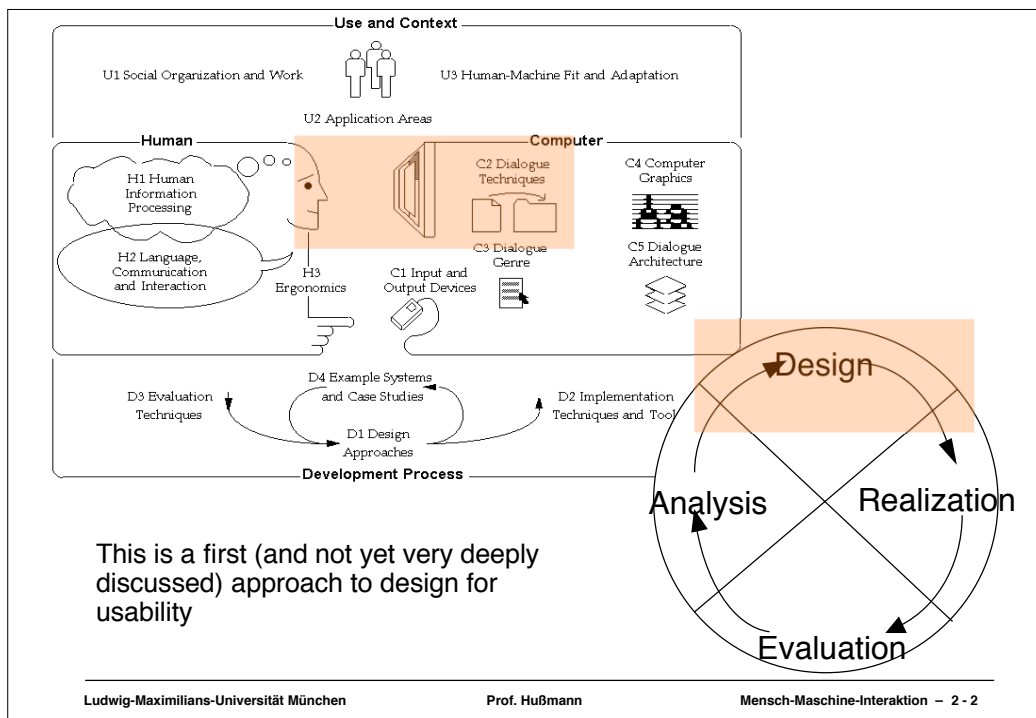 Use and Context
U1 Social Organization and Work
U3 Human-Machine Fit and Adaptation
U2 Application Areas
Human
H1 Human
Information
Processing
H2 Language,
Communication
and Interaction
H3
Ergonomics
Computer
C2 Dialogue
Techniques
C4 Computer
Graphics
C3 Dialogue
Genre
C5 Dialogue
Architecture
C1 Input and
Output Devices
D3 Evaluation
Techniques
D4 Example Systems
and Case Studies
D1 Design
Approaches
D2 Implementation
Techniques and Tool
Development Process
Design
Analysis
Realization
Evaluation
This is a first (and not yet very deeply
discussed) approach to design for
usability
Ludwig-Maximilians-Universität München Prof. Hußmann Mensch-Maschine-Interaktion – 2 - 2